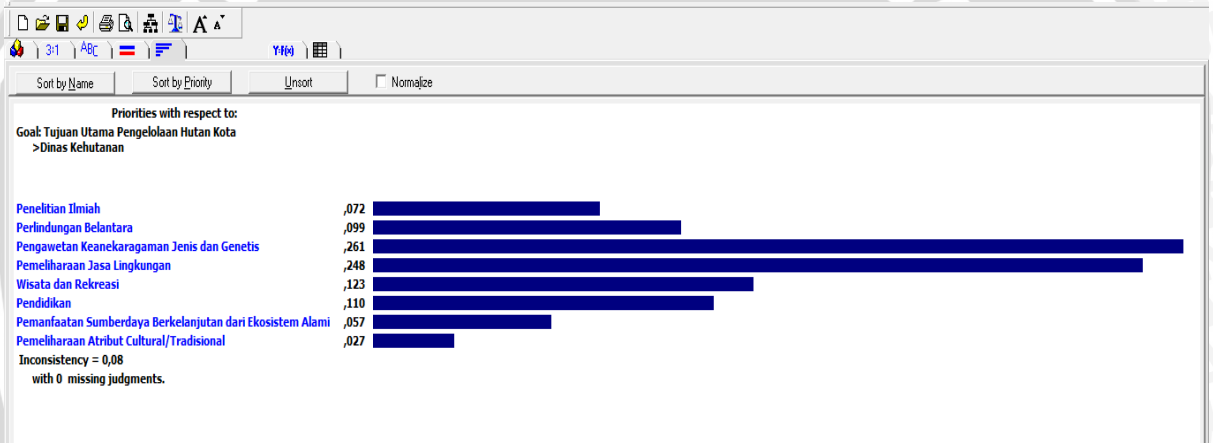 A A
3:1 ABC Y=F(x)
Sort by Name Sort by Priority Unsort Normalize
Priorities with respect to:
Goal: Tujuan Utama Pengelolaan Hutan Kota
>Dinas Kehutanan
Penelitian Ilmiah ,072
Perlindungan Belantara ,099
Pengawetan Keanekaragaman Jenis dan Genetis ,261
Pemeliharaan Jasa Lingkungan ,248
Wisata dan Rekreasi ,123
Pendidikan ,110
Pemanfaatan Sumberdaya Berkelanjutan dari Ekosistem Alami ,057
Pemeliharaan Atribut Cultural/Tradisional ,027
Inconsistency = 0,08
with 0 missing judgments.